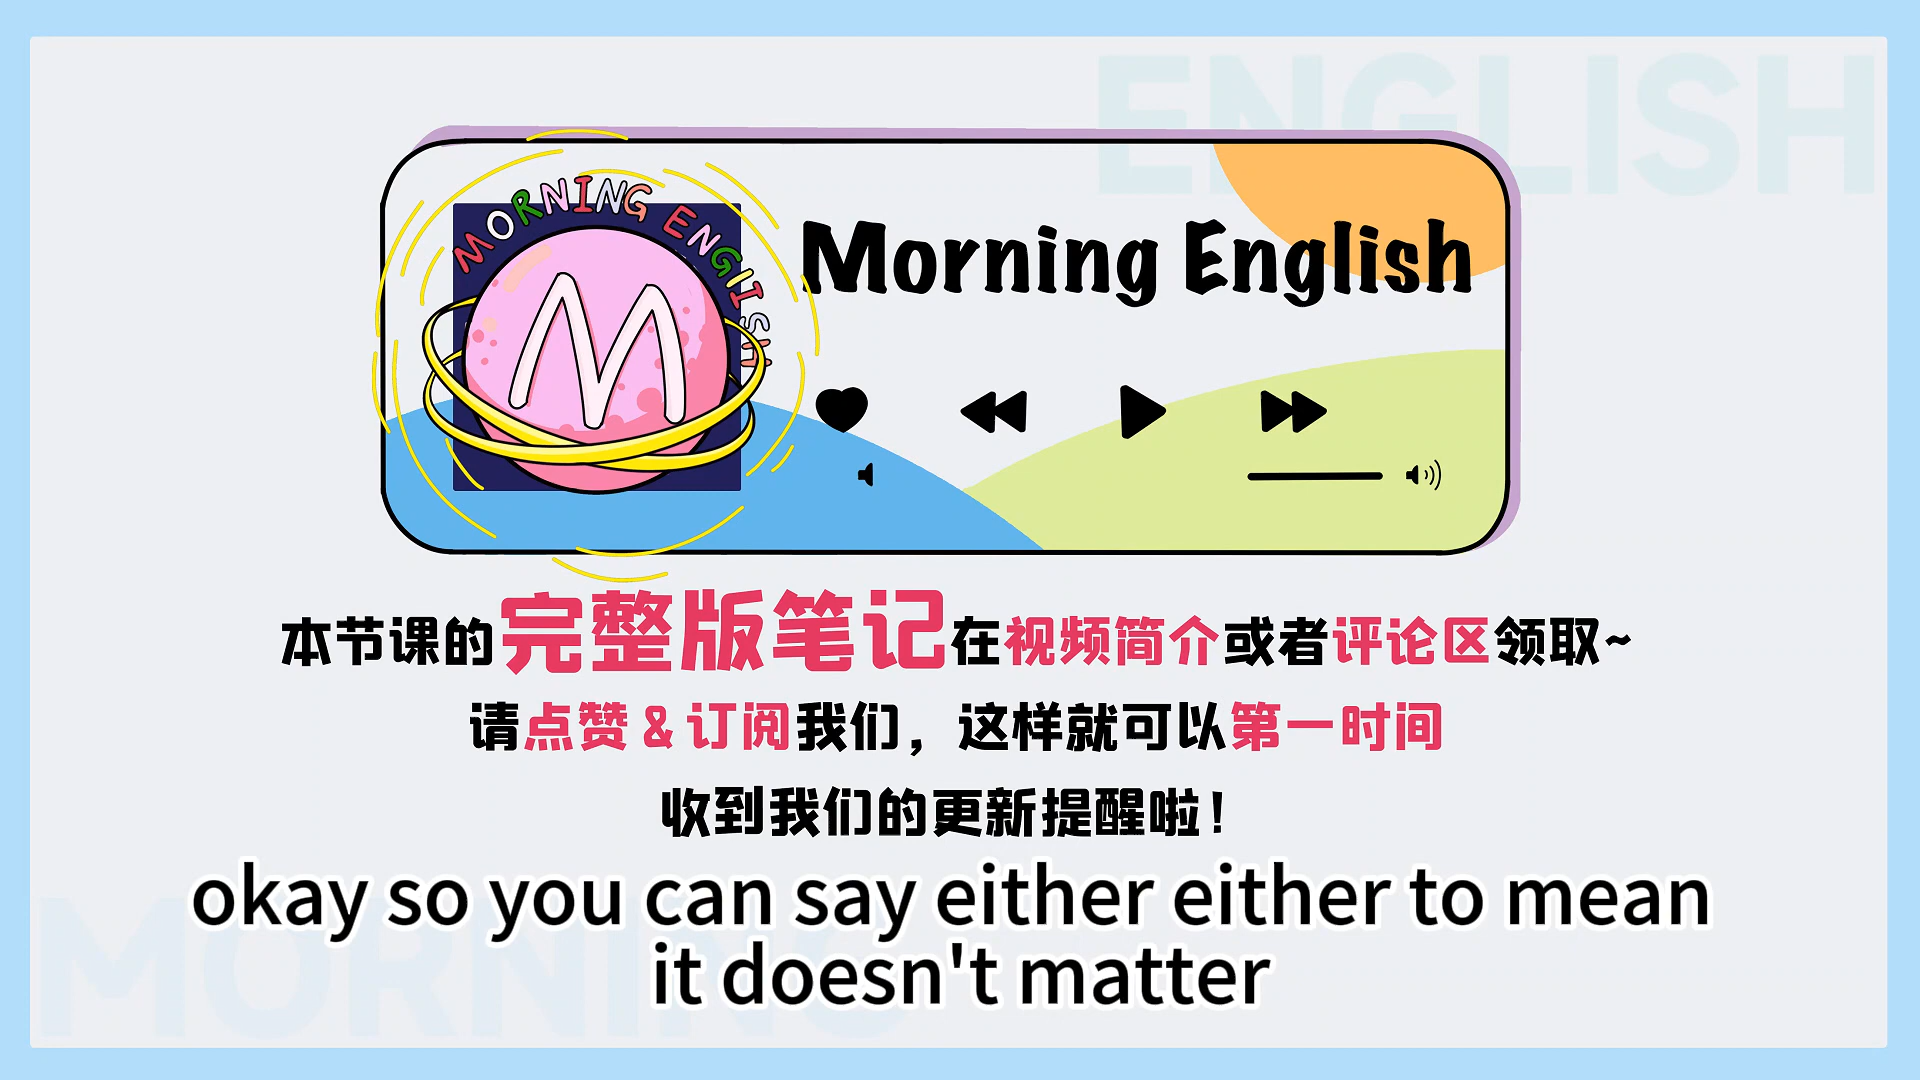 ENGLISH
MORNING ENGLISH
M
Morning English
本节课的完整版笔记在视频简介或者评论区领取~
请点赞&订阅我们，这样就可以第一时间
收到我们的更新提醒啦！
MORNING
okay so you can say either either to mean
it doesn't matter